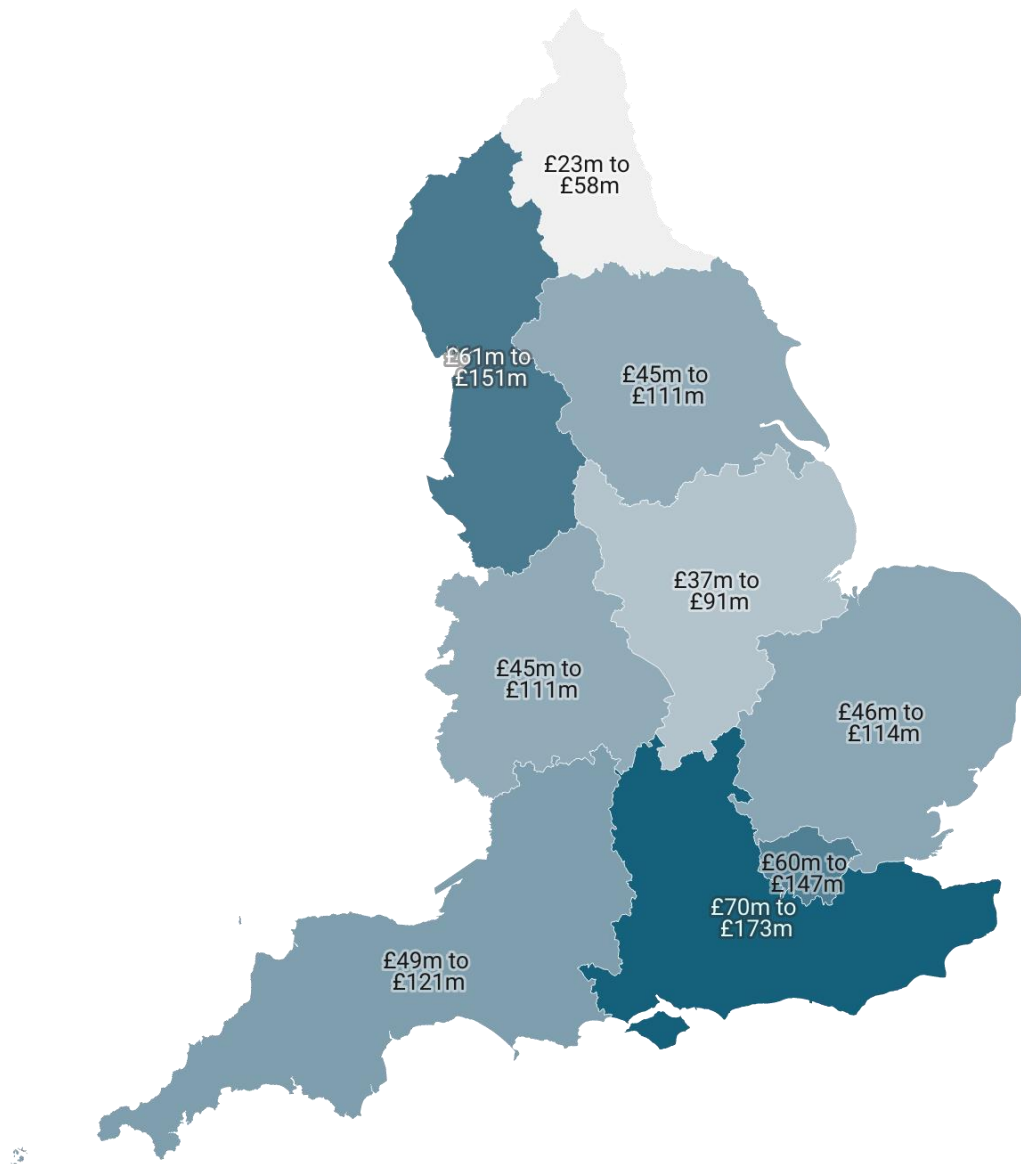 £23m to
£58m
£61m to
£151m
£45m to
£111m
£37m to
£91m
£45m to
£111m
£46m to
£114m
£60m to
£147m
£70m to
£173m
£49m to
£121m